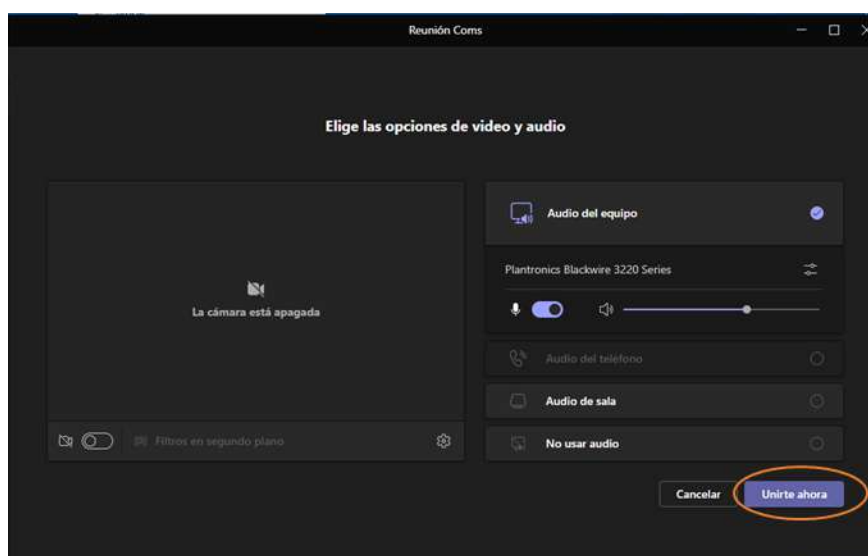 Reunión Coms
Elige las opciones de video y audio
La cámara está apagada
Filtros en segundo plano
Audio del equipo
Plantronics Blackwire 3220 Series
Audio del teléfono
Audio de sala
No usar audio
Cancelar
Unirte ahora